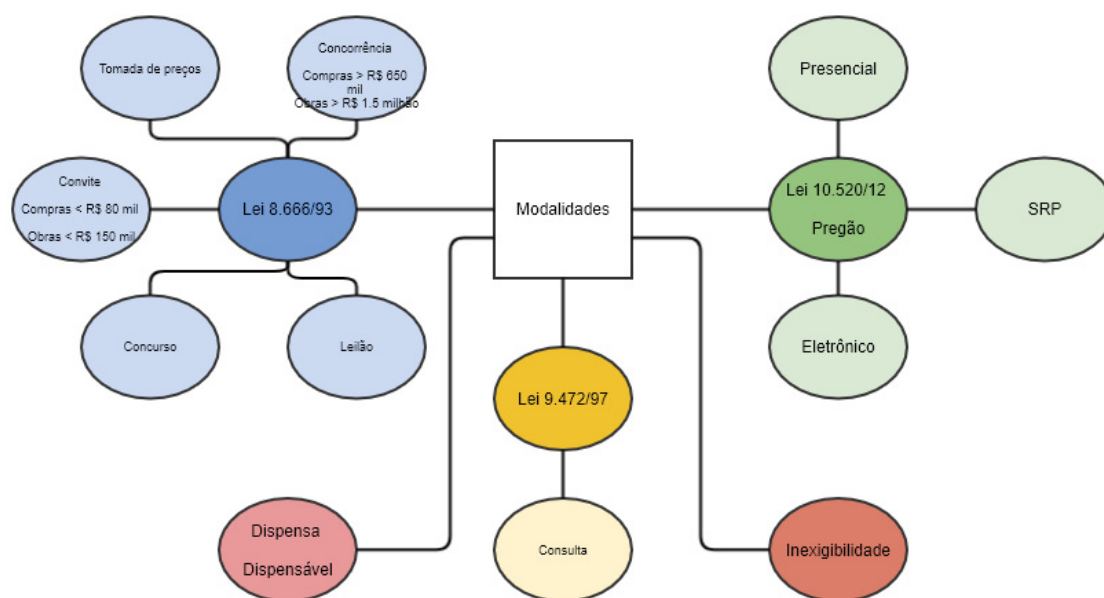 Tomada de preços
Concorrência
Compras > R$ 650
mil
Obras > R$ 1.5 milhão
Presencial
Convite
Compras < R$ 80 mil
Obras < R$ 150 mil
Lei 8.666/93
Modalidades
Lei 10.520/12
Pregão
SRP
Concurso
Leilão
Eletrônico
Lei 9.472/97
Dispensa
Dispensável
Consulta
Inexigibilidade